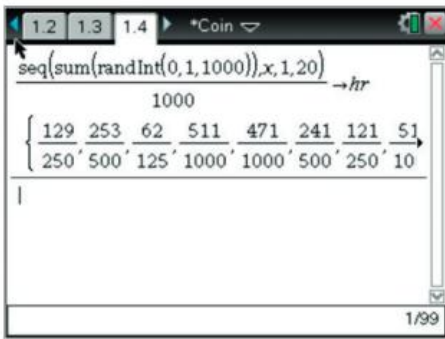 1.2 1.3 1.4 *Coin
seq(sum(randInt(0,1,1000)),x,1,20)
1000
→hr
{ 129/250, 253/500, 62/125, 511/1000, 471/1000, 241/500, 121/250, 51/10
1/99